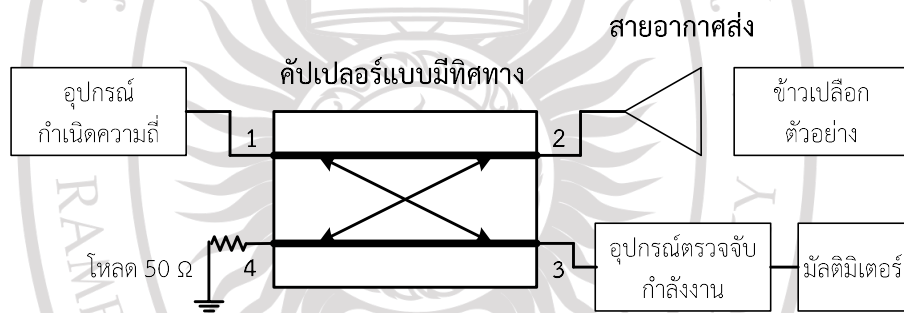 สายอากาศส่ง
คัปเปลอร์แบบมีทิศทาง
อุปกรณ์
กำเนิดความถี่
1
2
ข้าวเปลือก
ตัวอย่าง
โหลด 50 Ω
4
3
อุปกรณ์ตรวจจับ
กำลังงาน
มัลติมิเตอร์